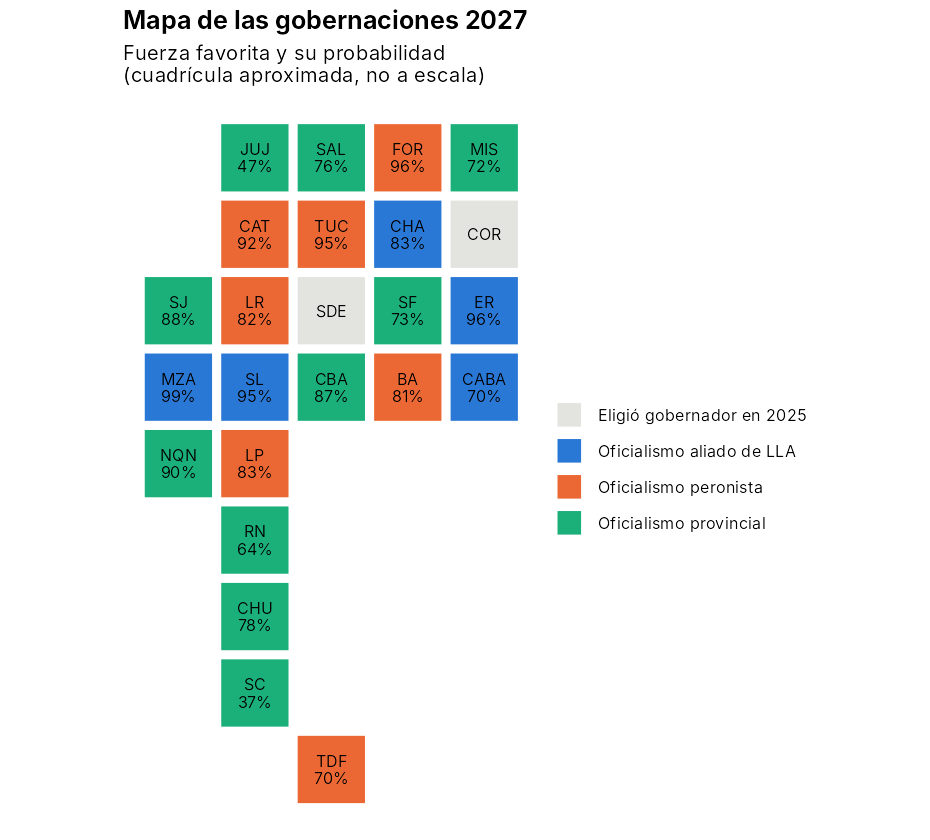 Mapa de las gobernaciones 2027
Fuerza favorita y su probabilidad
(cuadrícula aproximada, no a escala)
JUJ
47%
SAL
76%
FOR
96%
MIS
72%
CAT
92%
TUC
95%
CHA
83%
COR
SJ
88%
LR
82%
SDE
SF
73%
ER
96%
MZA
99%
SL
95%
CBA
87%
BA
81%
CABA
70%
NQN
90%
LP
83%
RN
64%
CHU
78%
SC
37%
TDF
70%
Eligió gobernador en 2025
Oficialismo aliado de LLA
Oficialismo peronista
Oficialismo provincial